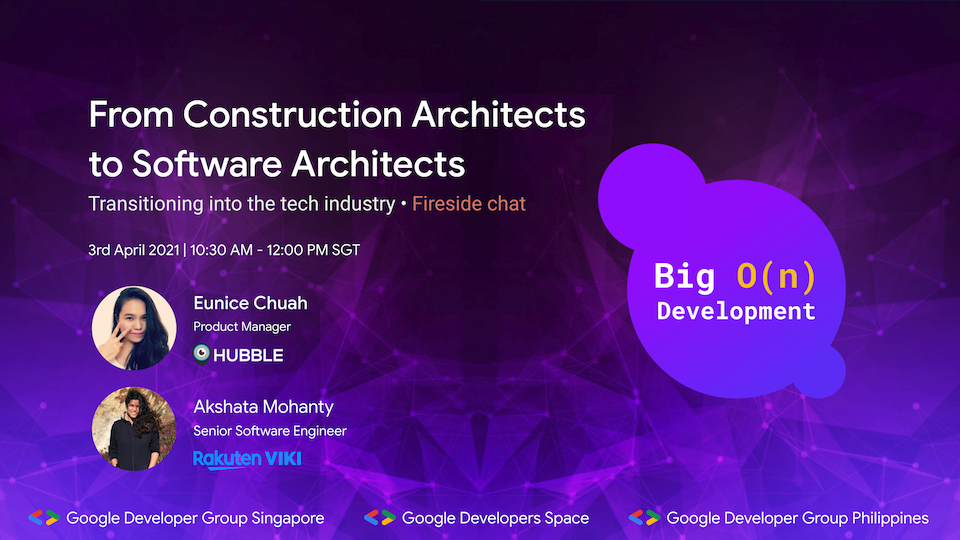 From Construction Architects
to Software Architects
Transitioning into the tech industry • Fireside chat
3rd April 2021 | 10:30 AM - 12:00 PM SGT
Eunice Chuah
Product Manager
HUBBLE
Akshata Mohanty
Senior Software Engineer
Rakuten VIKI
Big O(n)
Development
Google Developer Group Singapore
Google Developers Space
Google Developer Group Philippines